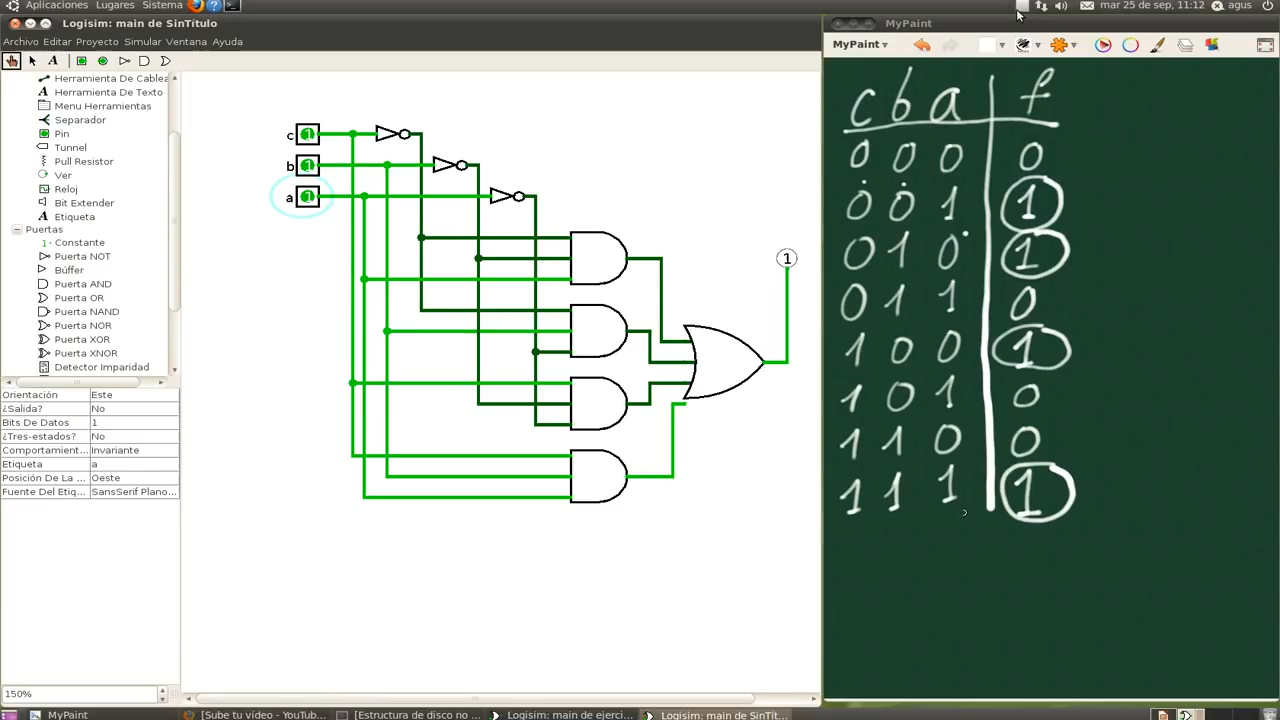 Aplicaciones Lugares Sistema mar 25 de sep, 11:12 agus
Logisim: main de SinTítulo
Archivo Editar Proyecto Simular Ventana Ayuda
A
Herramienta De Cablea
A Herramienta De Texto
Menu Herramientas
Separador
Pin
Tunnel
Pull Resistor
Ver
Reloj
Bit Extender
A Etiqueta
Puertas
1 Constante
Puerta NOT
Búffer
Puerta AND
Puerta OR
Puerta NAND
Puerta NOR
Puerta XOR
Puerta XNOR
Detector Imparidad
Orientación Este
¿Salida? No
Bits De Datos 1
¿Tres-estados? No
Comportamient... Invariante
Etiqueta a
Posición De La ... Oeste
Fuente Del Etiq... SansSerif Plano...
150%
c 1
b 1
a 1
1
MyPaint
MyPaint
c b a f
0 0 0 0
0 0 1 1
0 1 0 1
0 1 1 0
1 0 0 1
1 0 1 0
1 1 0 0
1 1 1 1
MyPaint [Sube tu vídeo - YouTub... [Estructura de disco no ... Logisim: main de ejerci... Logisim: main de SinTít...